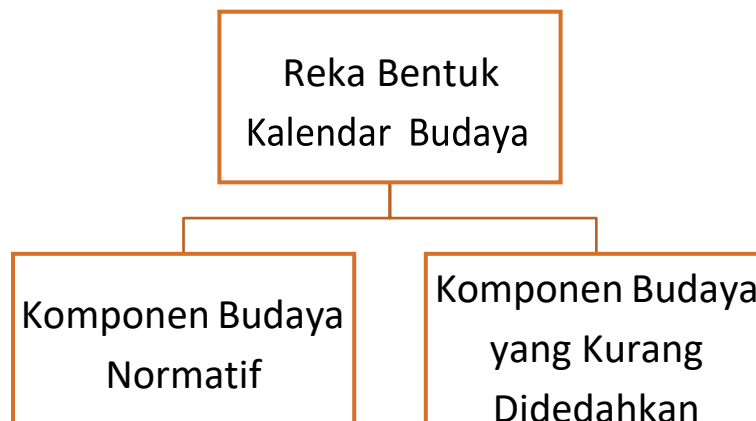 Reka Bentuk
Kalendar Budaya
Komponen Budaya
Normatif
Komponen Budaya
yang Kurang
Didedahkan